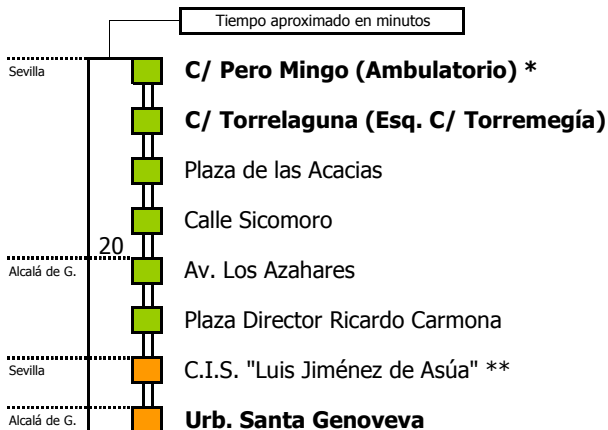 Tiempo aproximado en minutos
Sevilla
C/ Pero Mingo (Ambulatorio) *
C/ Torrelaguna (Esq. C/ Torremegía)
Plaza de las Acacias
Calle Sicomoro
20
Alcalá de G.
Av. Los Azahares
Plaza Director Ricardo Carmona
Sevilla
C.I.S. "Luis Jiménez de Asúa" **
Alcalá de G.
Urb. Santa Genoveva